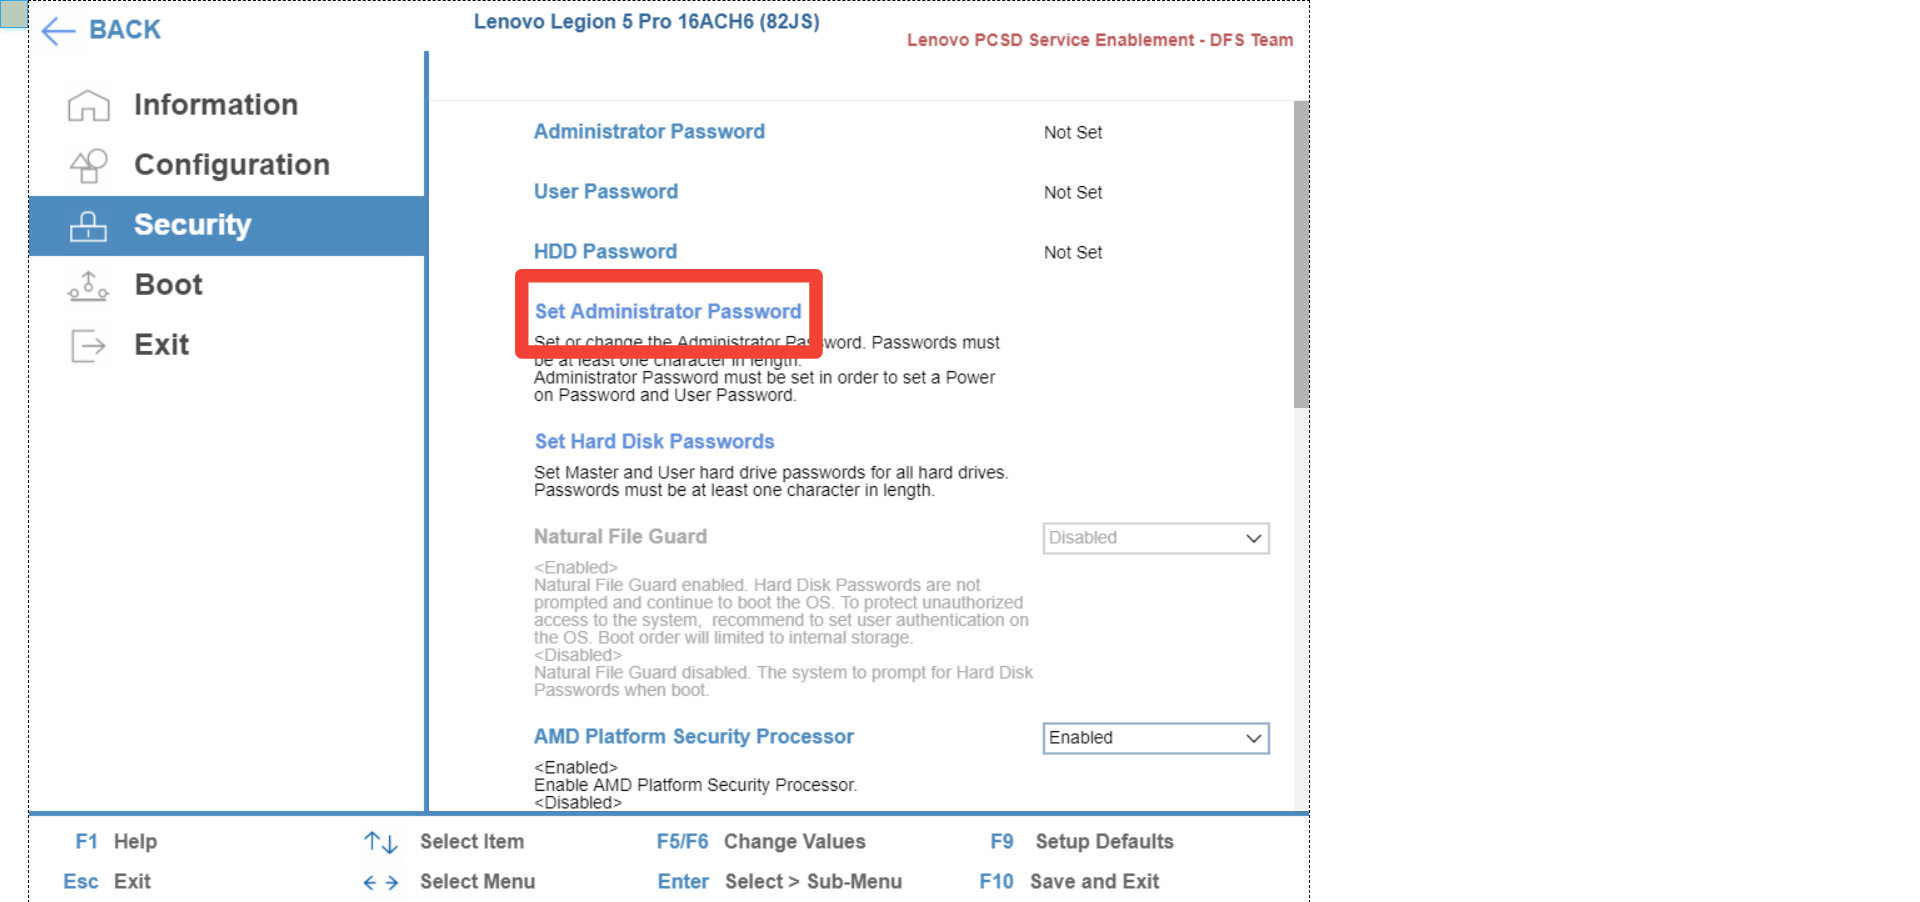 BACK
Lenovo Legion 5 Pro 16ACH6 (82JS)
Lenovo PCSD Service Enablement - DFS Team
Information
Configuration
Security
Boot
Exit
Administrator Password Not Set
User Password Not Set
HDD Password Not Set
Set Administrator Password
Set or change the Administrator Password. Passwords must
be at least one character in length.
Administrator Password must be set in order to set a Power
on Password and User Password.
Set Hard Disk Passwords
Set Master and User hard drive passwords for all hard drives.
Passwords must be at least one character in length.
Natural File Guard Disabled
<Enabled>
Natural File Guard enabled. Hard Disk Passwords are not
prompted and continue to boot the OS. To protect unauthorized
access to the system, recommend to set user authentication on
the OS. Boot order will limited to internal storage.
<Disabled>
Natural File Guard disabled. The system to prompt for Hard Disk
Passwords when boot.
AMD Platform Security Processor Enabled
<Enabled>
Enable AMD Platform Security Processor.
<Disabled>
F1 Help ↑↓ Select Item F5/F6 Change Values F9 Setup Defaults
Esc Exit ← → Select Menu Enter Select > Sub-Menu F10 Save and Exit